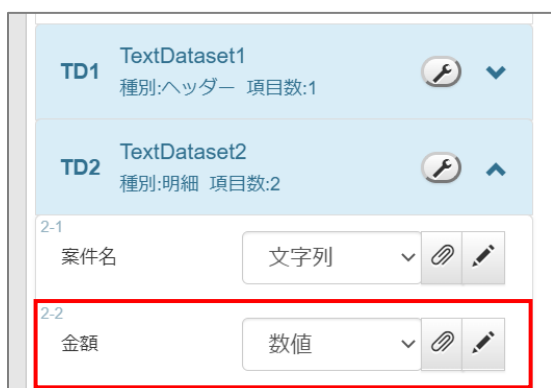 TD1
TextDataset1
種別:ヘッダー 項目数:1
TD2
TextDataset2
種別:明細 項目数:2
2-1
案件名
文字列
2-2
金額
数値